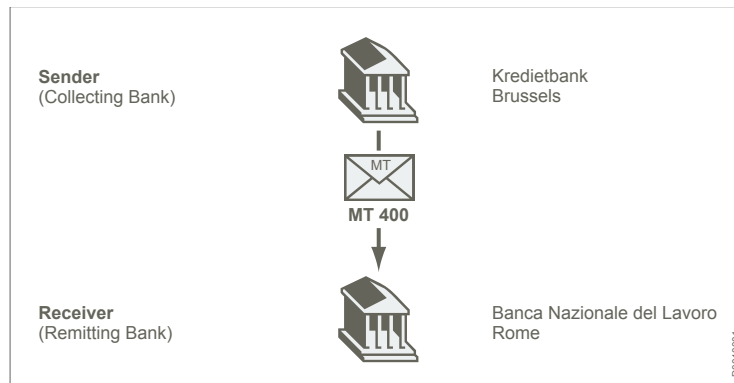 Sender
(Collecting Bank)
Kredietbank
Brussels
MT
MT 400
Receiver
(Remitting Bank)
Banca Nazionale del Lavoro
Rome